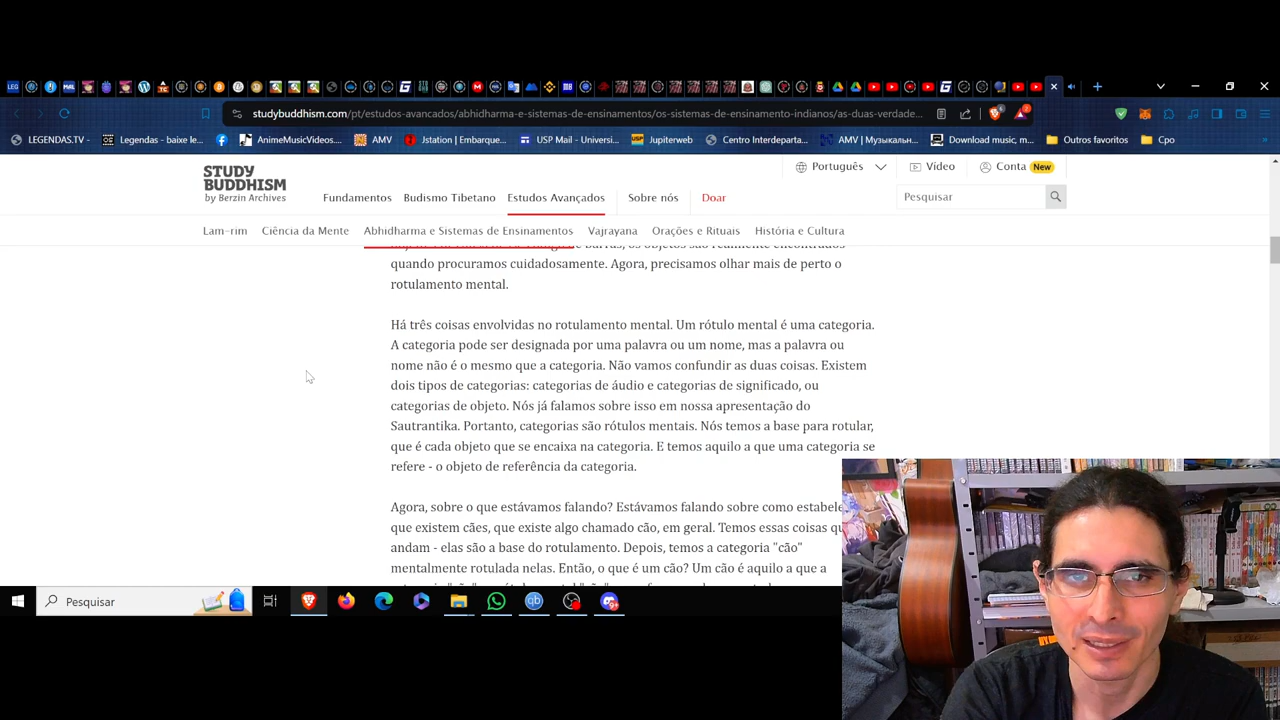 LEG
MAL
studybuddhism.com/pt/estudos-avancados/abhidharma-e-sistemas-de-ensinamentos/os-sistemas-de-ensinamento-indianos/as-duas-verdade...
LEGENDAS.TV - Legendas - baixe le... AnimeMusicVideos.... AMV Jstation | Embarque... USP Mail - Universi... Jupiterweb Centro Interdeparta... AMV | Музыкальн... Download music, m... Outros favoritos Cpo
STUDY
BUDDHISM
by Berzin Archives
Português Vídeo Conta New
Fundamentos Budismo Tibetano Estudos Avançados Sobre nós Doar Pesquisar
Lam-rim Ciência da Mente Abhidharma e Sistemas de Ensinamentos Vajrayana Orações e Rituais História e Cultura
barras, os objetos são realmente encontrados
quando procuramos cuidadosamente. Agora, precisamos olhar mais de perto o
rotulamento mental.
Há três coisas envolvidas no rotulamento mental. Um rótulo mental é uma categoria.
A categoria pode ser designada por uma palavra ou um nome, mas a palavra ou
nome não é o mesmo que a categoria. Não vamos confundir as duas coisas. Existem
dois tipos de categorias: categorias de áudio e categorias de significado, ou
categorias de objeto. Nós já falamos sobre isso em nossa apresentação do
Sautrantika. Portanto, categorias são rótulos mentais. Nós temos a base para rotular,
que é cada objeto que se encaixa na categoria. E temos aquilo a que uma categoria se
refere - o objeto de referência da categoria.
Agora, sobre o que estávamos falando? Estávamos falando sobre como estabele
que existem cães, que existe algo chamado cão, em geral. Temos essas coisas qu
andam - elas são a base do rotulamento. Depois, temos a categoria "cão"
mentalmente rotulada nelas. Então, o que é um cão? Um cão é aquilo a que a
Pesquisar